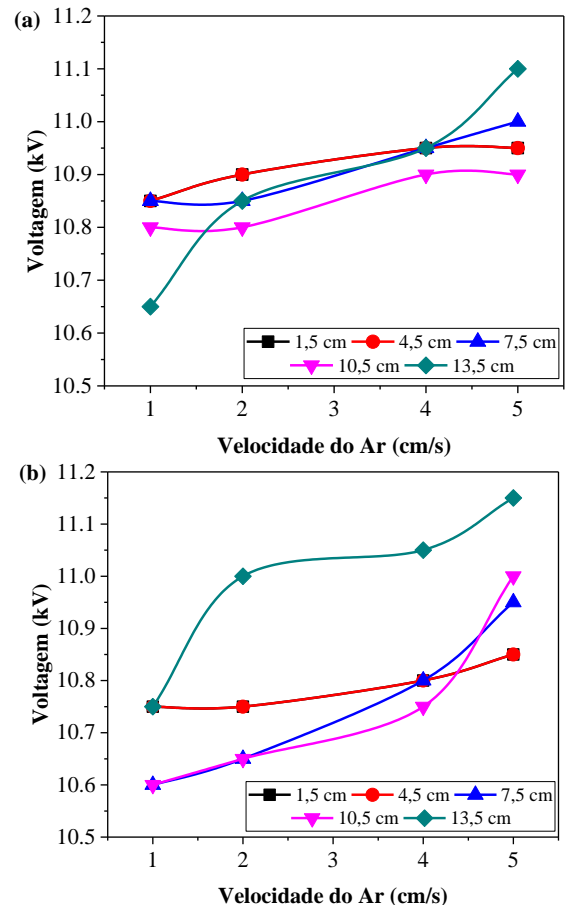 (a)
11.2
11.1
11.0
10.9
10.8
10.7
10.6
10.5
Voltagem (kV)
1,5 cm 4,5 cm 7,5 cm
10,5 cm 13,5 cm
1 2 3 4 5
Velocidade do Ar (cm/s)
(b)
11.2
11.1
11.0
10.9
10.8
10.7
10.6
10.5
Voltagem (kV)
1,5 cm 4,5 cm 7,5 cm
10,5 cm 13,5 cm
1 2 3 4 5
Velocidade do Ar (cm/s)